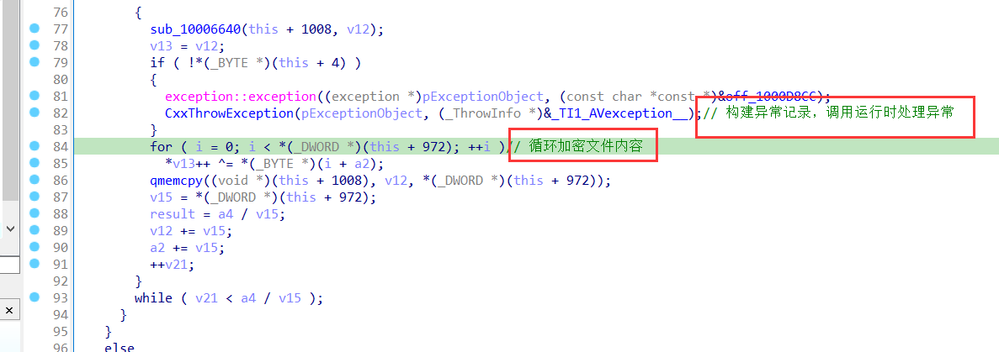 76 {
77 sub_10006640(this + 1008, v12);
78 v13 = v12;
79 if ( !*(_BYTE *)(this + 4) )
80 {
81 exception::exception((exception *)pExceptionObject, (const char *const *)&off_1000D8CC);
82 CxxThrowException(pExceptionObject, (_ThrowInfo *)&_TI1_AVexception__);// 构建异常记录，调用运行时处理异常
83 }
84 for ( i = 0; i < *(_DWORD *)(this + 972); ++i )// 循环加密文件内容
85 *v13++ ^= *(_BYTE *)(i + a2);
86 qmemcpy((void *)(this + 1008), v12, *(_DWORD *)(this + 972));
87 v15 = *(_DWORD *)(this + 972);
88 result = a4 / v15;
89 v12 += v15;
90 a2 += v15;
91 ++v21;
92 }
93 while ( v21 < a4 / v15 );
94 }
95 }
96 else